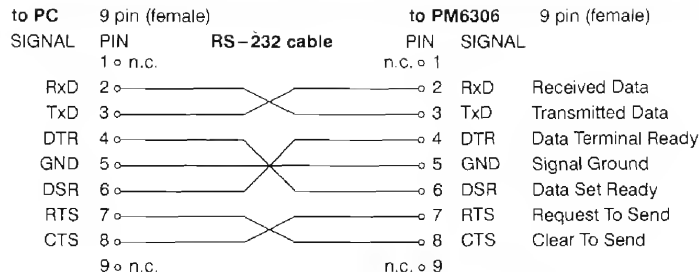 to PC 9 pin (female) to PM6306 9 pin (female)
SIGNAL PIN RS-232 cable PIN SIGNAL
1 n.c. n.c. 1
RxD 2 2 RxD Received Data
TxD 3 3 TxD Transmitted Data
DTR 4 4 DTR Data Terminal Ready
GND 5 5 GND Signal Ground
DSR 6 6 DSR Data Set Ready
RTS 7 7 RTS Request To Send
CTS 8 8 CTS Clear To Send
9 n.c. n.c. 9